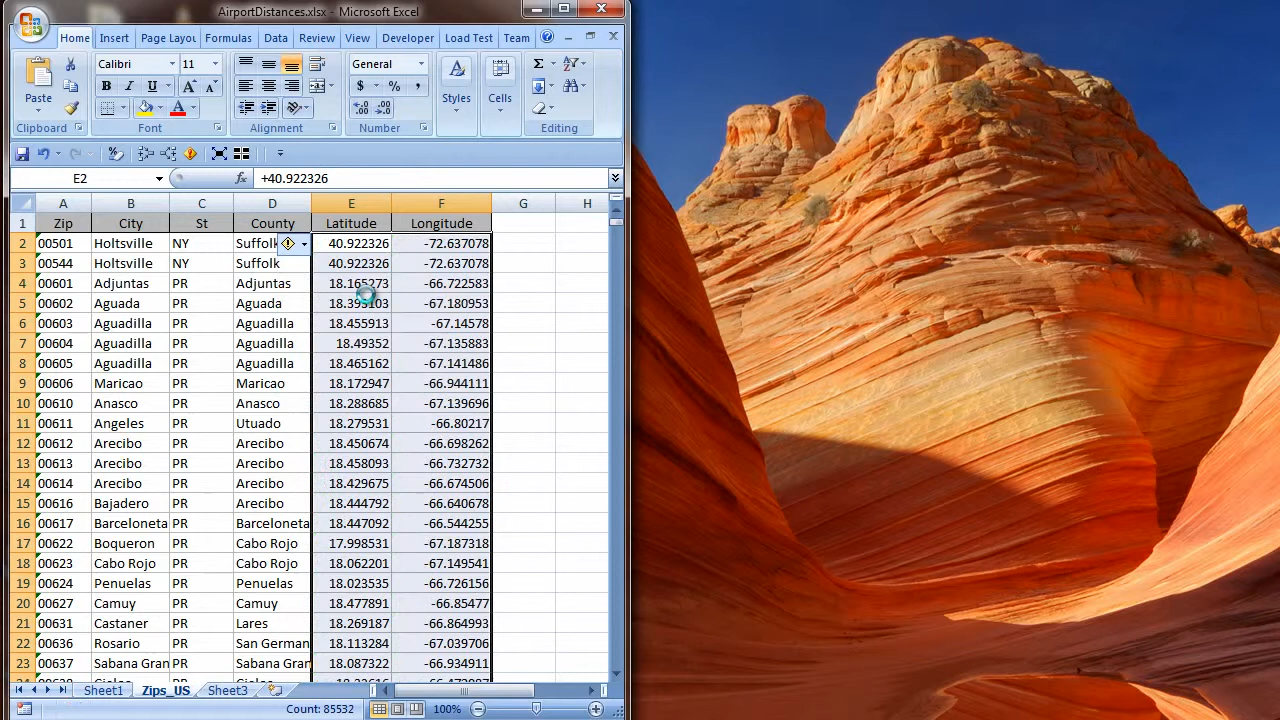 AirportDistances.xlsx - Microsoft Excel
Home Insert Page Layou Formulas Data Review View Developer Load Test Team
Paste Calibri 11 General Styles Cells
Clipboard Font Alignment Number Editing
E2 fx +40.922326
A B C D E F G H
1 Zip City St County Latitude Longitude
2 00501 Holtsville NY Suffolk 40.922326 -72.637078
3 00544 Holtsville NY Suffolk 40.922326 -72.637078
4 00601 Adjuntas PR Adjuntas 18.165273 -66.722583
5 00602 Aguada PR Aguada 18.393103 -67.180953
6 00603 Aguadilla PR Aguadilla 18.455913 -67.14578
7 00604 Aguadilla PR Aguadilla 18.49352 -67.135883
8 00605 Aguadilla PR Aguadilla 18.465162 -67.141486
9 00606 Maricao PR Maricao 18.172947 -66.944111
10 00610 Anasco PR Anasco 18.288685 -67.139696
11 00611 Angeles PR Utuado 18.279531 -66.80217
12 00612 Arecibo PR Arecibo 18.450674 -66.698262
13 00613 Arecibo PR Arecibo 18.458093 -66.732732
14 00614 Arecibo PR Arecibo 18.429675 -66.674506
15 00616 Bajadero PR Arecibo 18.444792 -66.640678
16 00617 Barceloneta PR Barceloneta 18.447092 -66.544255
17 00622 Boqueron PR Cabo Rojo 17.998531 -67.187318
18 00623 Cabo Rojo PR Cabo Rojo 18.062201 -67.149541
19 00624 Penuelas PR Penuelas 18.023535 -66.726156
20 00627 Camuy PR Camuy 18.477891 -66.85477
21 00631 Castaner PR Lares 18.269187 -66.864993
22 00636 Rosario PR San German 18.113284 -67.039706
23 00637 Sabana Gran PR Sabana Gran 18.087322 -66.934911
Sheet1 Zips_US Sheet3
Count: 85532 100%